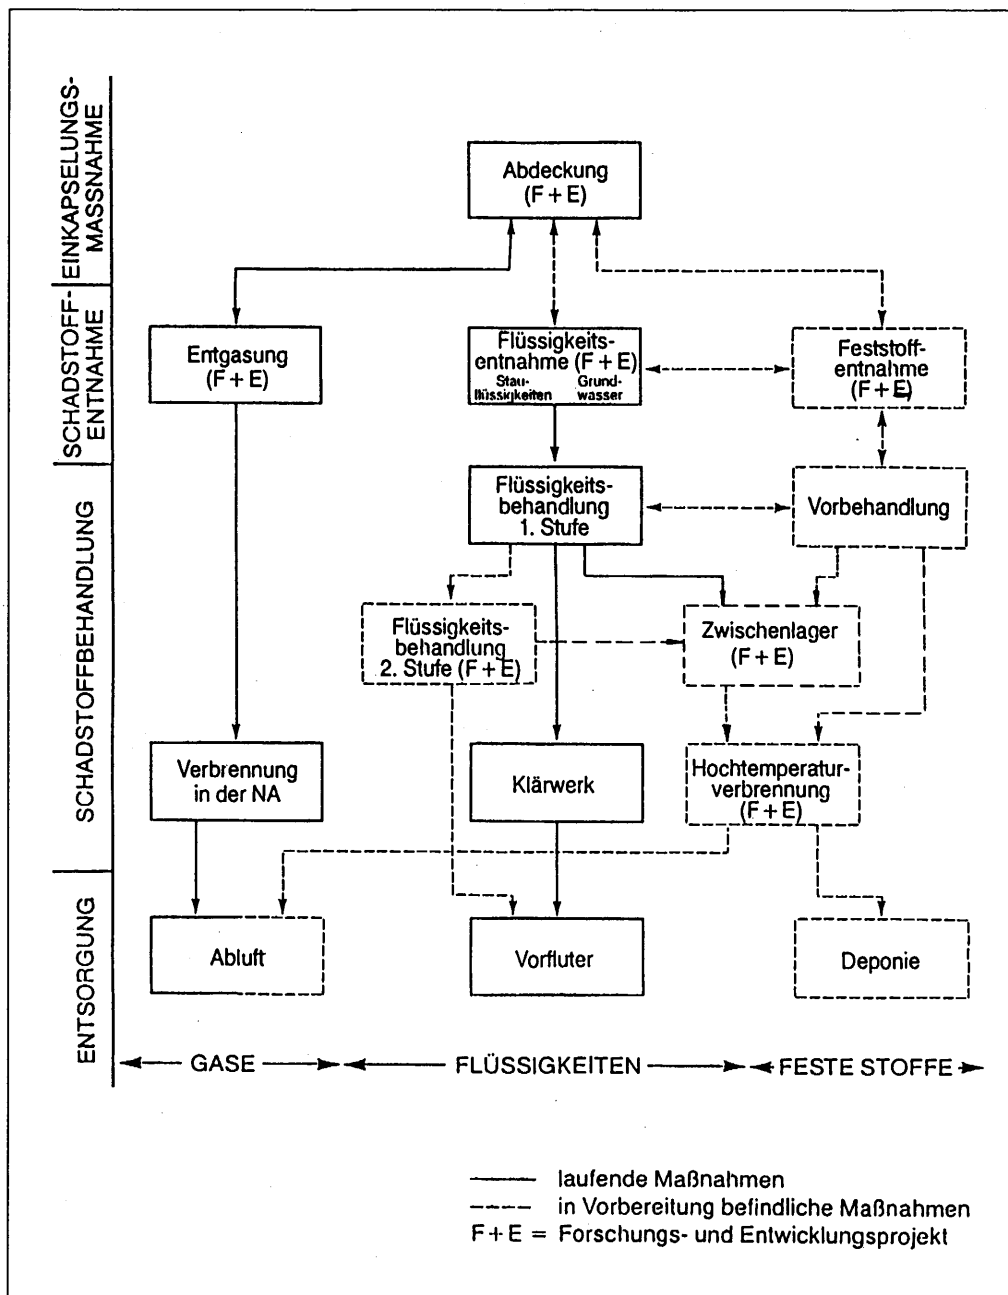 EINKAPSELUNGS-
MASSNAHME
Abdeckung
(F + E)
SCHADSTOFF-
ENTNAHME
Entgasung
(F + E)
Flüssigkeits-
entnahme (F + E)
Stau-
flüssigkeiten
Grund-
wasser
Feststoff-
entnahme
(F + E)
SCHADSTOFFBEHANDLUNG
Flüssigkeits-
behandlung
1. Stufe
Vorbehandlung
Flüssigkeits-
behandlung
2. Stufe (F + E)
Zwischenlager
(F + E)
Verbrennung
in der NA
Klärwerk
Hochtemperatur-
verbrennung
(F + E)
ENTSORGUNG
Abluft
Vorfluter
Deponie
GASE
FLÜSSIGKEITEN
FESTE STOFFE
laufende Maßnahmen
in Vorbereitung befindliche Maßnahmen
F + E = Forschungs- und Entwicklungsprojekt